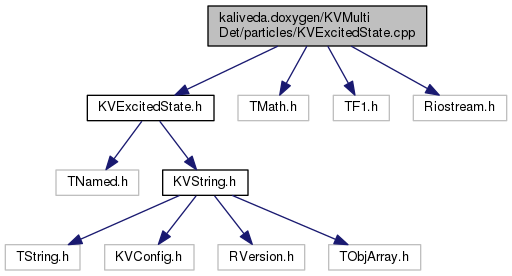 kaliveda.doxygen/KVMulti
Det/particles/KVExcitedState.cpp
KVExcitedState.h
TMath.h
TF1.h
Riostream.h
TNamed.h
KVString.h
TString.h
KVConfig.h
RVersion.h
TObjArray.h